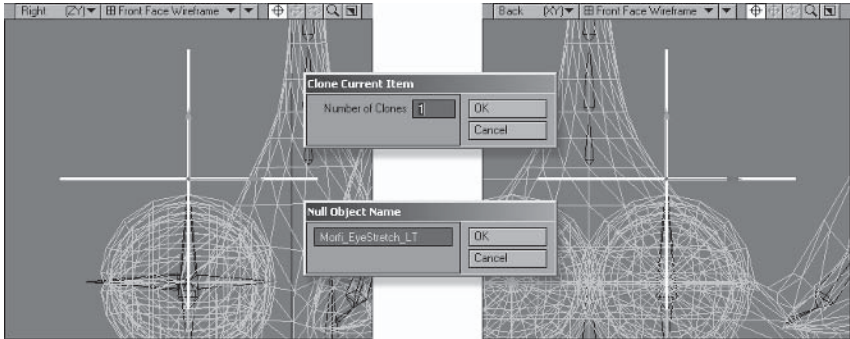 Right (ZY) Front Face Wireframe
Back (XY) Front Face Wireframe
Clone Current Item
Number of Clones 1
OK
Cancel
Null Object Name
Morfi_EyeStretch_LT
OK
Cancel